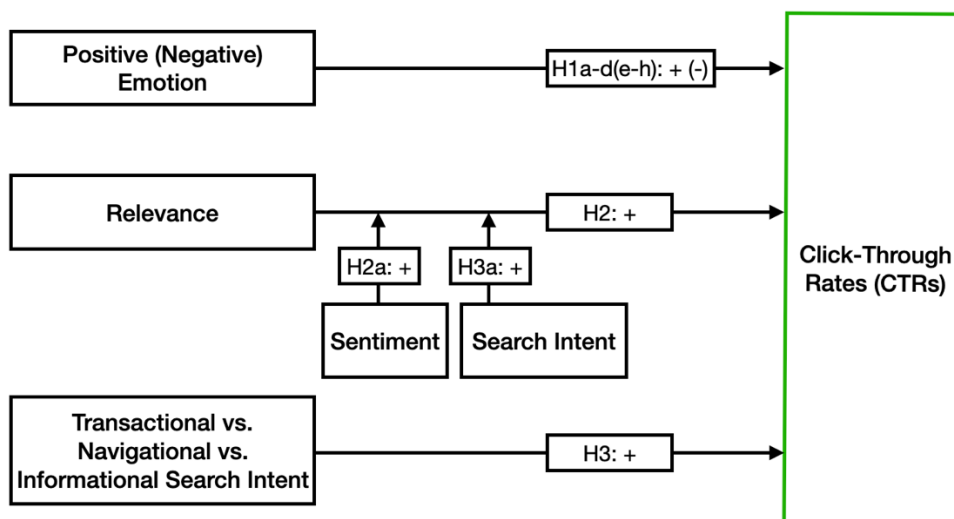 Positive (Negative)
Emotion
H1a-d(e-h): + (-)
Relevance
H2: +
H2a: +
H3a: +
Sentiment
Search Intent
Click-Through
Rates (CTRs)
Transactional vs.
Navigational vs.
Informational Search Intent
H3: +